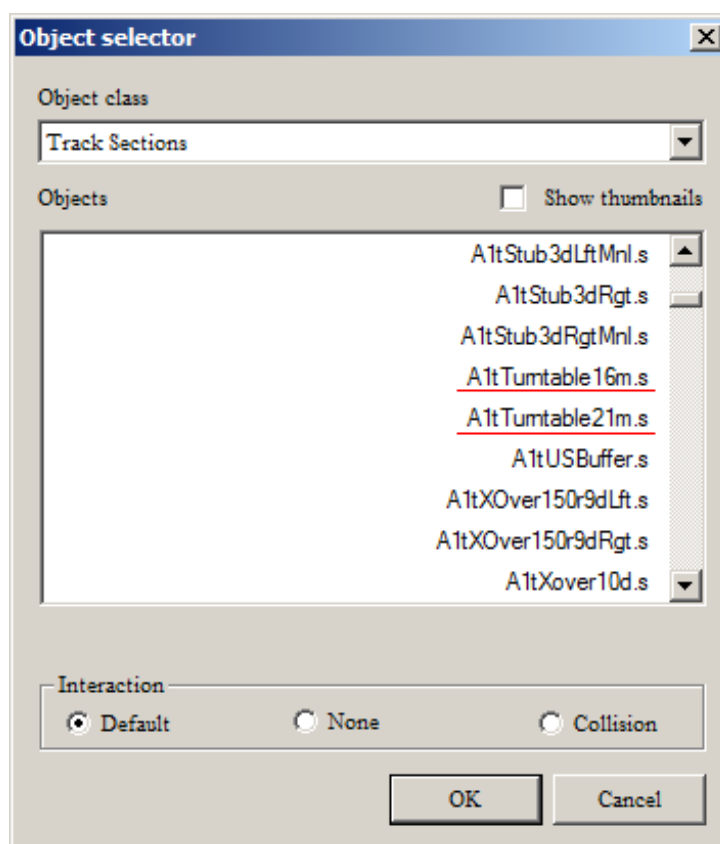 Object selector
Object class
Track Sections
Objects Show thumbnails
A1tStub3dLftMnl.s
A1tStub3dRgt.s
A1tStub3dRgtMnl.s
A1tTurntable16m.s
A1tTurntable21m.s
A1tUSBuffer.s
A1tXOver150r9dLft.s
A1tXOver150r9dRgt.s
A1tXover10d.s
Interaction
Default None Collision
OK Cancel